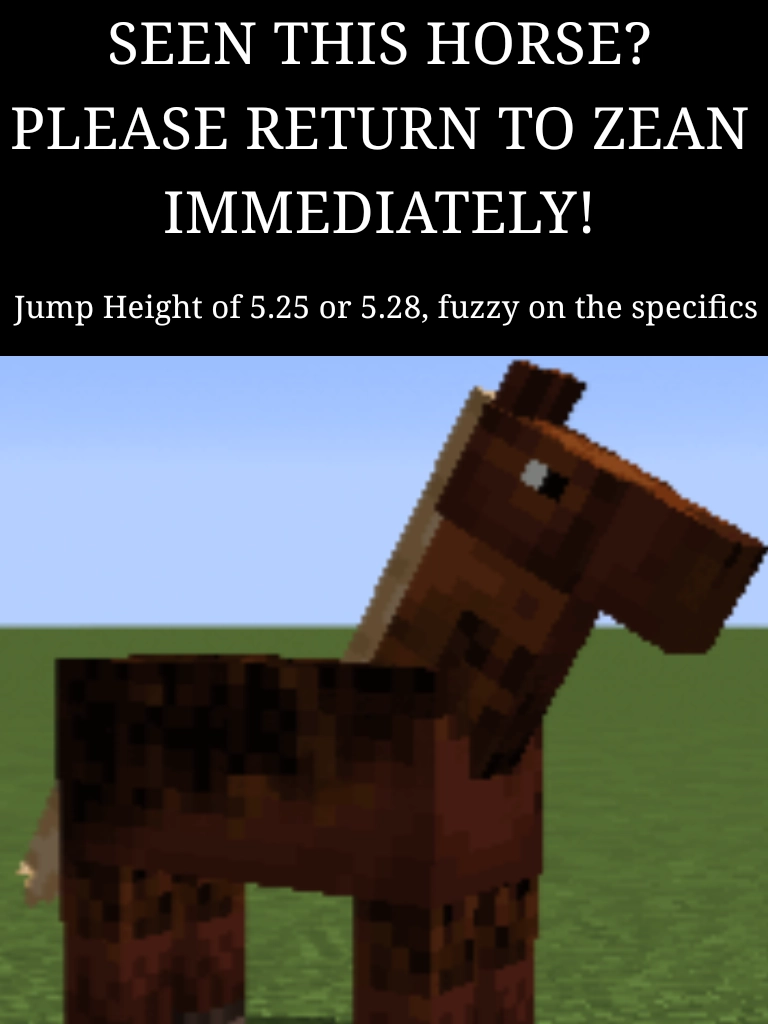 SEEN THIS HORSE?
PLEASE RETURN TO ZEAN
IMMEDIATELY!
Jump Height of 5.25 or 5.28, fuzzy on the specifics